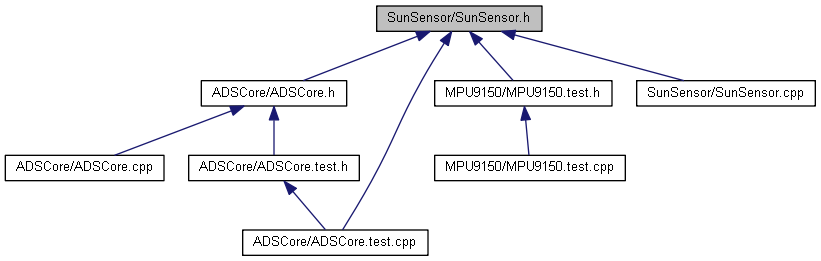 SunSensor/SunSensor.h
ADSCore/ADSCore.h
MPU9150/MPU9150.test.h
SunSensor/SunSensor.cpp
ADSCore/ADSCore.cpp
ADSCore/ADSCore.test.h
MPU9150/MPU9150.test.cpp
ADSCore/ADSCore.test.cpp